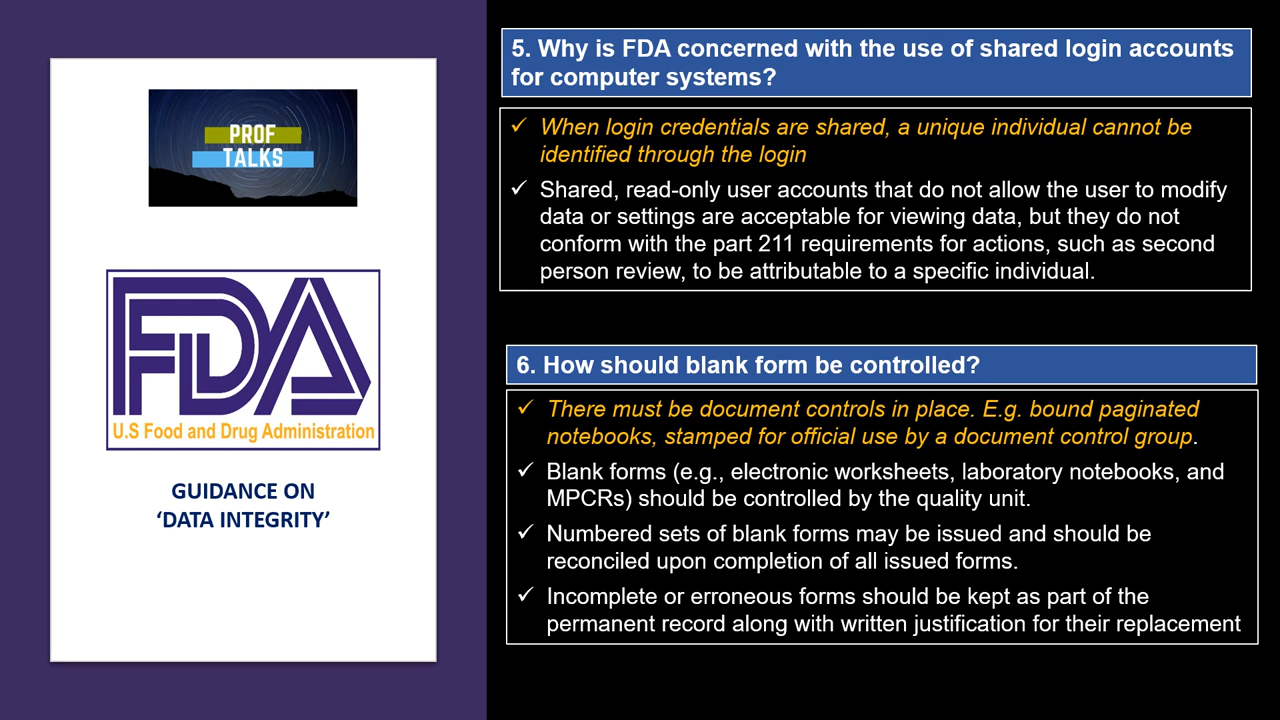 PROF
TALKS
FDA
U.S Food and Drug Administration
GUIDANCE ON
‘DATA INTEGRITY’
5. Why is FDA concerned with the use of shared login accounts
for computer systems?
✓ When login credentials are shared, a unique individual cannot be
identified through the login
✓ Shared, read-only user accounts that do not allow the user to modify
data or settings are acceptable for viewing data, but they do not
conform with the part 211 requirements for actions, such as second
person review, to be attributable to a specific individual.
6. How should blank form be controlled?
✓ There must be document controls in place. E.g. bound paginated
notebooks, stamped for official use by a document control group.
✓ Blank forms (e.g., electronic worksheets, laboratory notebooks, and
MPCRs) should be controlled by the quality unit.
✓ Numbered sets of blank forms may be issued and should be
reconciled upon completion of all issued forms.
✓ Incomplete or erroneous forms should be kept as part of the
permanent record along with written justification for their replacement